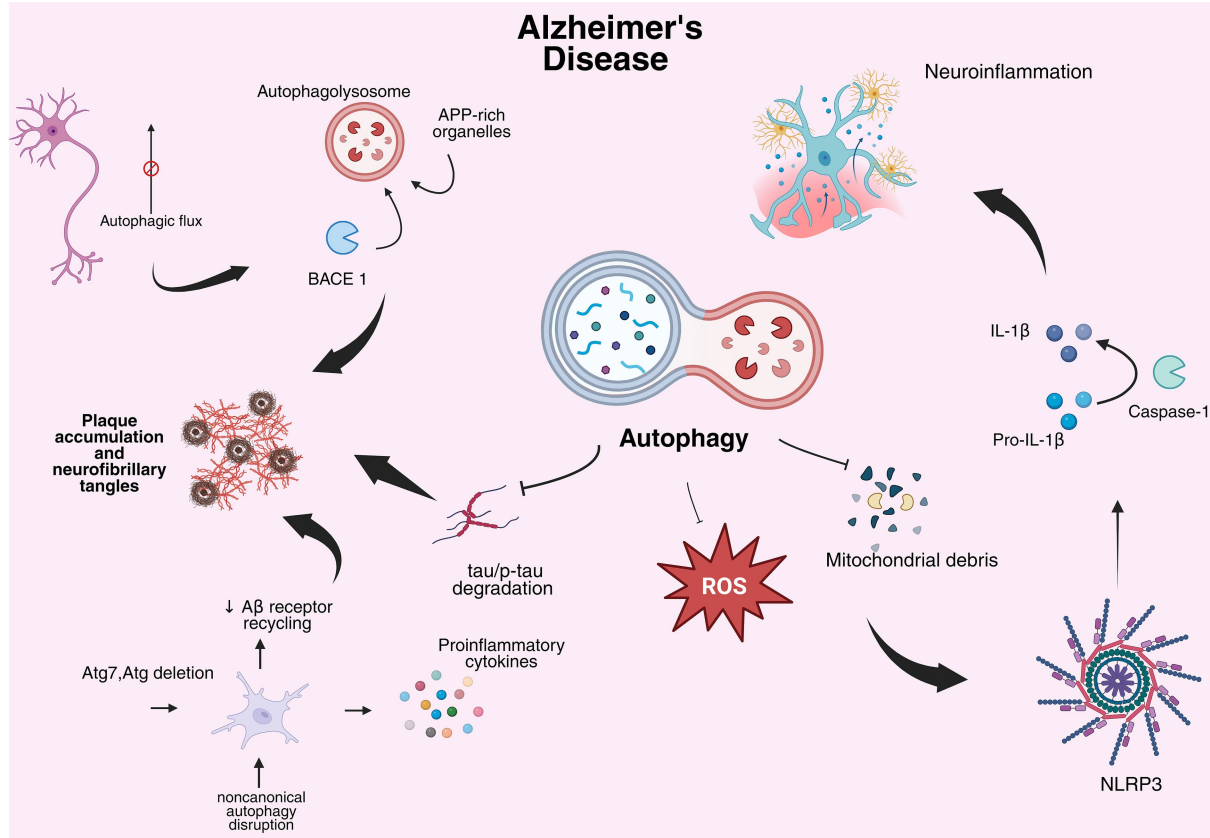 Alzheimer's
Disease
Autophagolysosome
APP-rich
organelles
Neuroinflammation
Autophagic flux
BACE 1
IL-1β
Pro-IL-1β
Caspase-1
Plaque
accumulation
and
neurofibrillary
tangles
Autophagy
tau/p-tau
degradation
ROS
Mitochondrial debris
↓ Aβ receptor
recycling
Atg7,Atg deletion
Proinflammatory
cytokines
noncanonical
autophagy
disruption
NLRP3